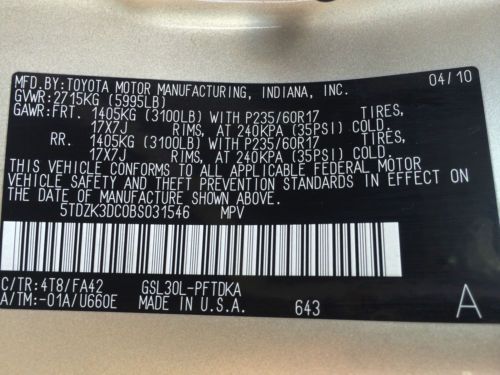 MFD.BY:TOYOTA MOTOR MANUFACTURING, INDIANA, INC. 04/10
GVWR:2715KG (5995LB)
GAWR:FRT. 1405KG (3100LB) WITH P235/60R17 TIRES,
17X7J RIMS, AT 240KPA (35PSI) COLD
RR. 1405KG (3100LB) WITH P235/60R17 TIRES,
17X7J RIMS, AT 240KPA (35PSI) COLD
THIS VEHICLE CONFORMS TO ALL APPLICABLE FEDERAL MOTOR
VEHICLE SAFETY AND THEFT PREVENTION STANDARDS IN EFFECT ON
THE DATE OF MANUFACTURE SHOWN ABOVE.
5TDZK3DC0BS031546 MPV
C/TR:4T8/FA42 GSL30L-PFTDKA
A/TM:-01A/U660E MADE IN U.S.A. 643 A